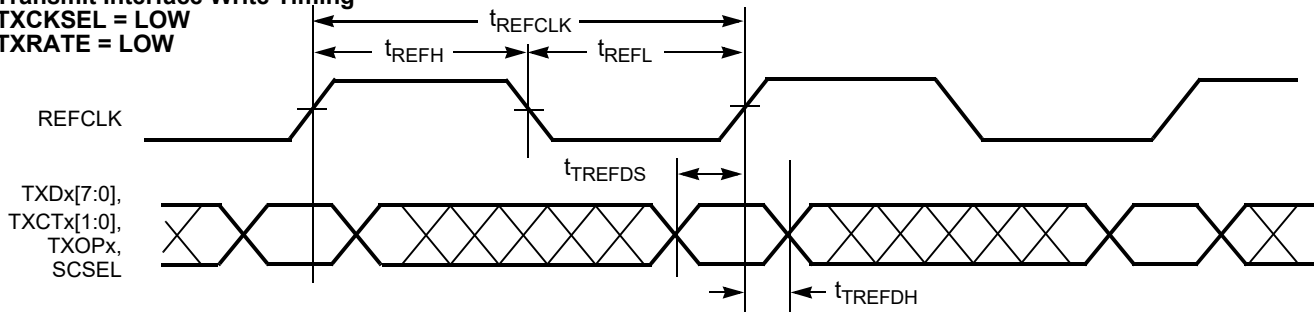 Transmit Interface Write Timing
TXCKSEL = LOW
TXRATE = LOW
tREFCLK
tREFH
tREFL
REFCLK
tTREFDS
TXDx[7:0],
TXCTx[1:0],
TXOPx,
SCSEL
tTREFDH